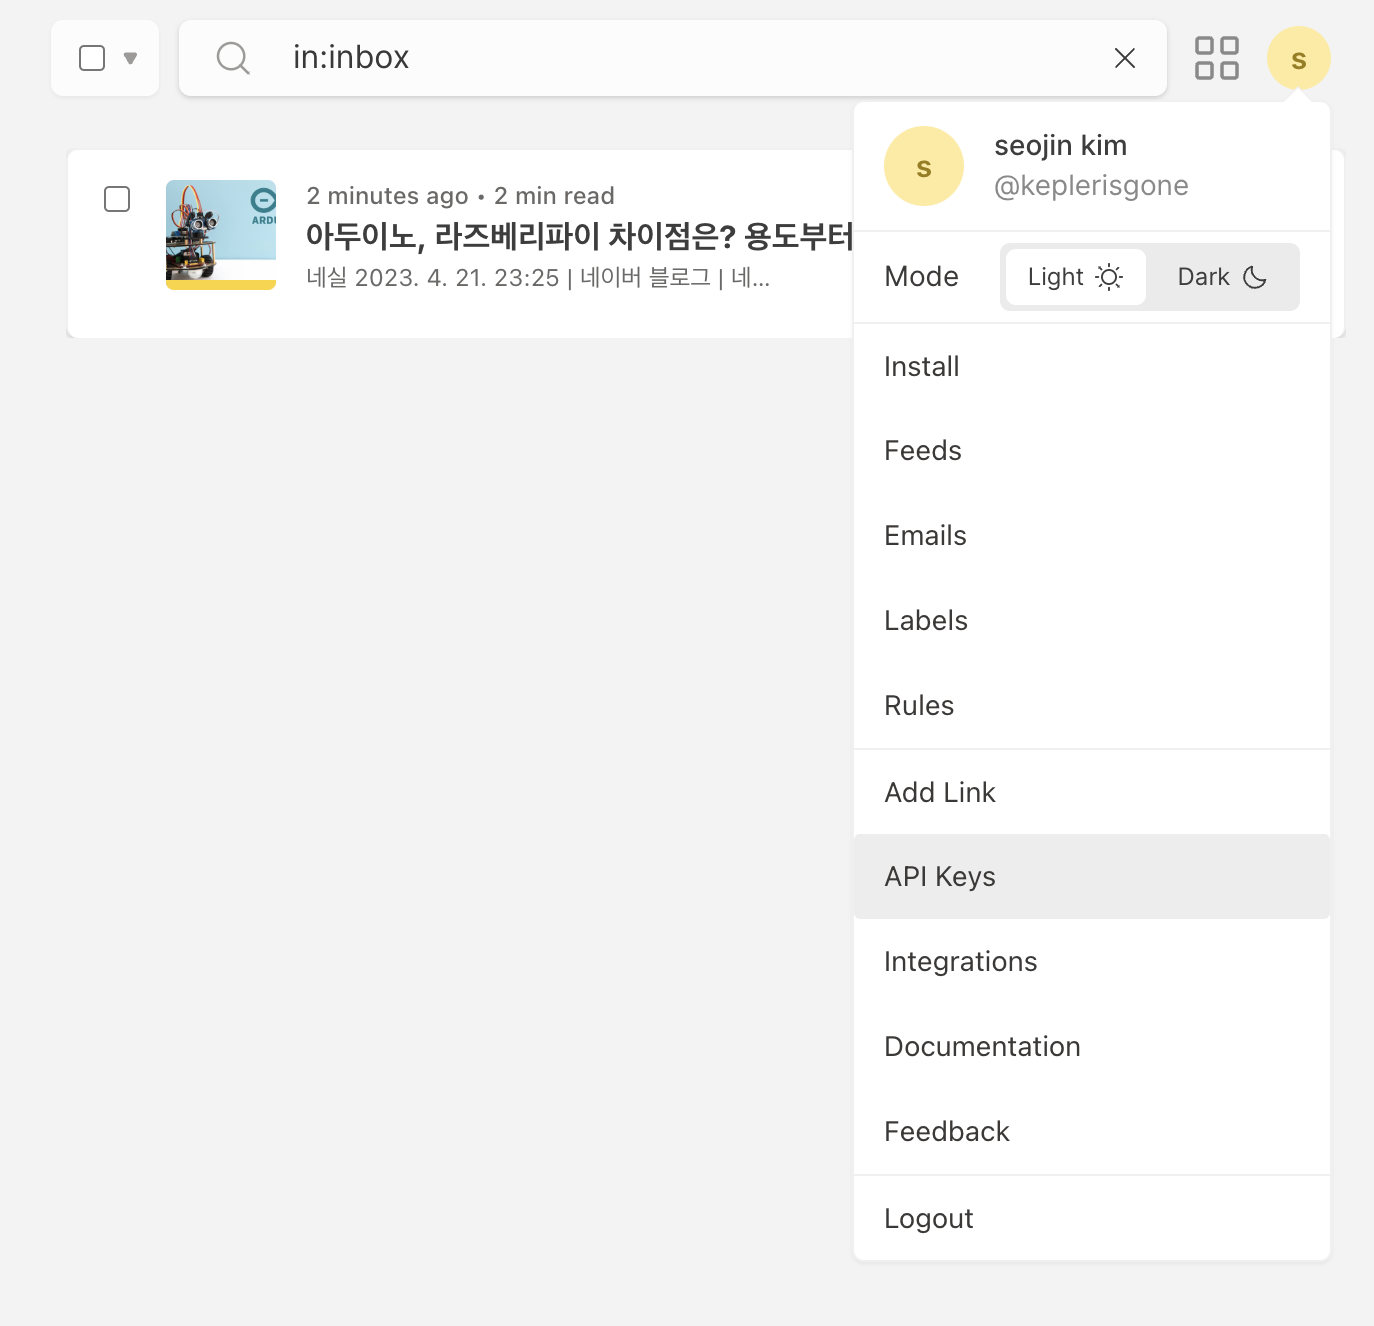 in:inbox
s
s
seojin kim
@keplerisgone
2 minutes ago • 2 min read
아두이노, 라즈베리파이 차이점은? 용도부터
네실 2023. 4. 21. 23:25 | 네이버 블로그 | 네...
Mode
Light
Dark
Install
Feeds
Emails
Labels
Rules
Add Link
API Keys
Integrations
Documentation
Feedback
Logout